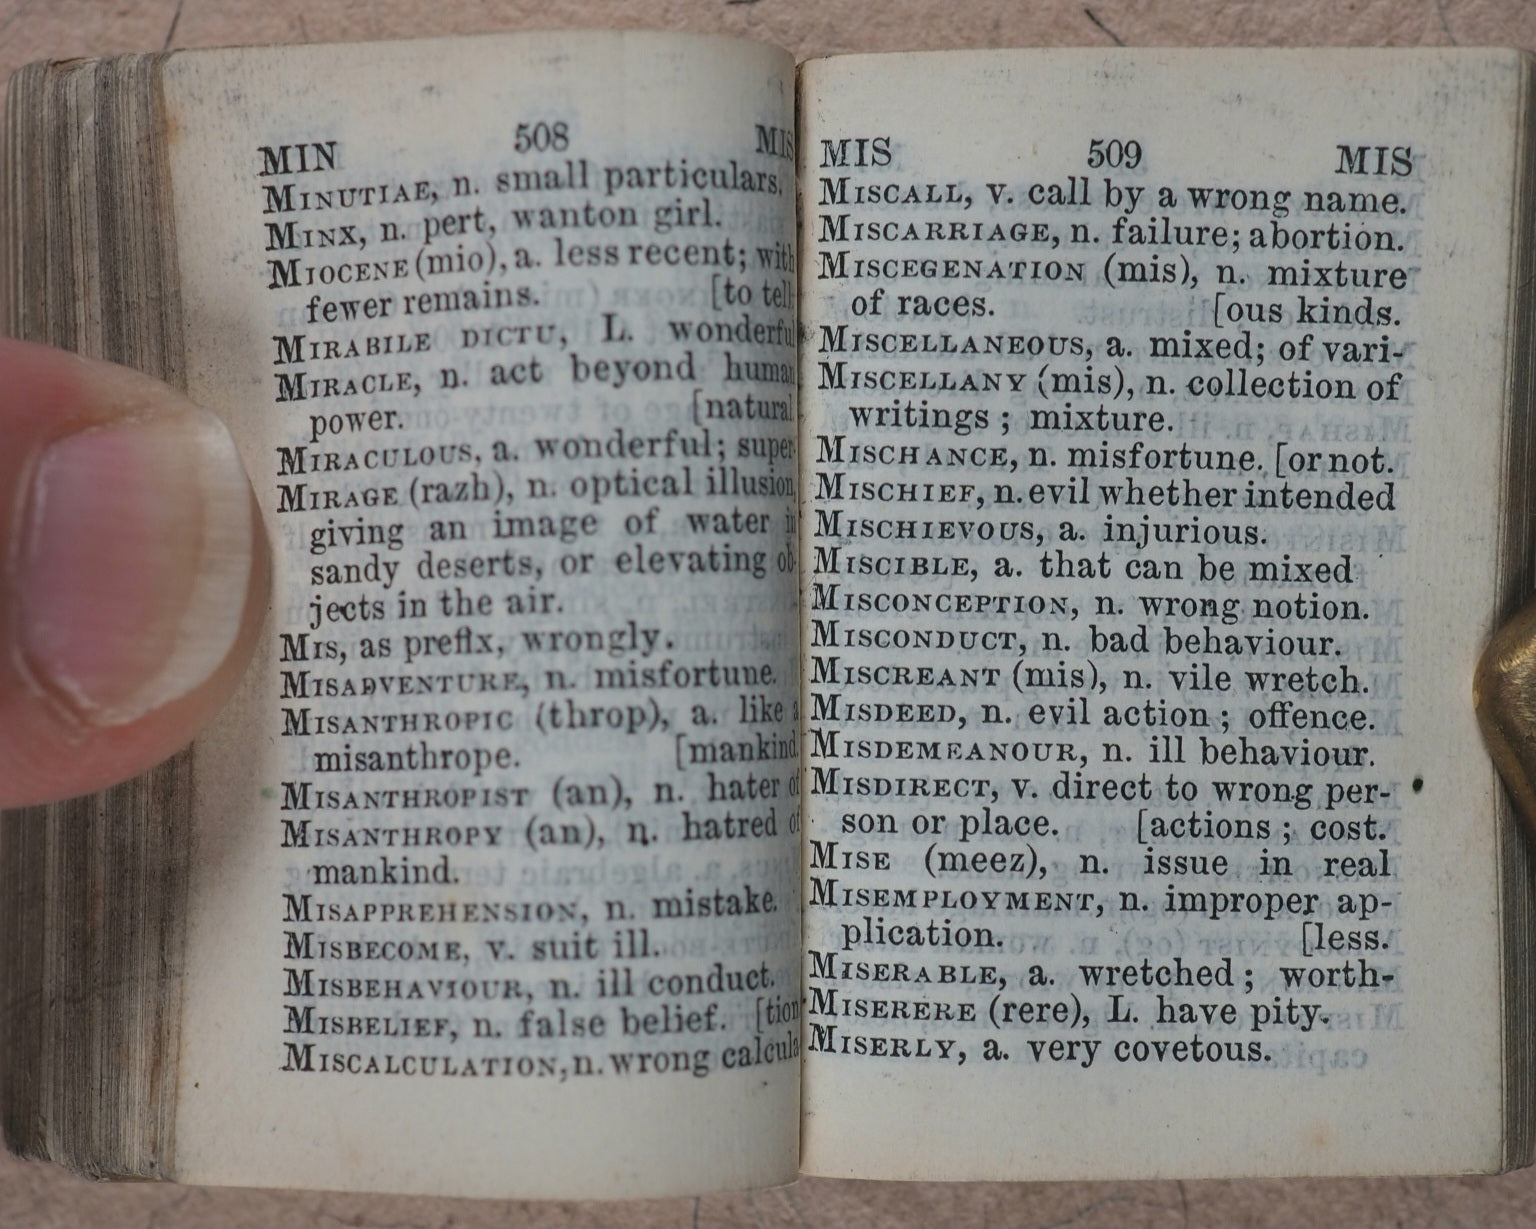 MIN 508 MIS
MINUTIAE, n. small particulars.
MINX, n. pert, wanton girl.
MIOCENE (mio), a. less recent; with
fewer remains. [to tell.
MIRABILE DICTU, L. wonderful
MIRACLE, n. act beyond human
power. [natural.
MIRACULOUS, a. wonderful; super-
MIRAGE (razh), n. optical illusion,
giving an image of water in
sandy deserts, or elevating ob-
jects in the air.
MIS, as prefix, wrongly.
MISADVENTURE, n. misfortune.
MISANTHROPIC (throp), a. like a
misanthrope. [mankind.
MISANTHROPIST (an), n. hater of
MISANTHROPY (an), n. hatred of
mankind.
MISAPPREHENSION, n. mistake.
MISBECOME, v. suit ill.
MISBEHAVIOUR, n. ill conduct.
MISBELIEF, n. false belief. [tion
MISCALCULATION, n. wrong calcula
MIS 509 MIS
MISCALL, v. call by a wrong name.
MISCARRIAGE, n. failure; abortion.
MISCEGENATION (mis), n. mixture
of races. [ous kinds.
MISCELLANEOUS, a. mixed; of vari-
MISCELLANY (mis), n. collection of
writings; mixture.
MISCHANCE, n. misfortune. [or not.
MISCHIEF, n. evil whether intended
MISCHIEVOUS, a. injurious.
MISCIBLE, a. that can be mixed
MISCONCEPTION, n. wrong notion.
MISCONDUCT, n. bad behaviour.
MISCREANT (mis), n. vile wretch.
MISDEED, n. evil action; offence.
MISDEMEANOUR, n. ill behaviour.
MISDIRECT, v. direct to wrong per-
son or place. [actions; cost.
MISE (meez), n. issue in real
MISEMPLOYMENT, n. improper ap-
plication. [less.
MISERABLE, a. wretched; worth-
MISERERE (rere), L. have pity.
MISERLY, a. very covetous.